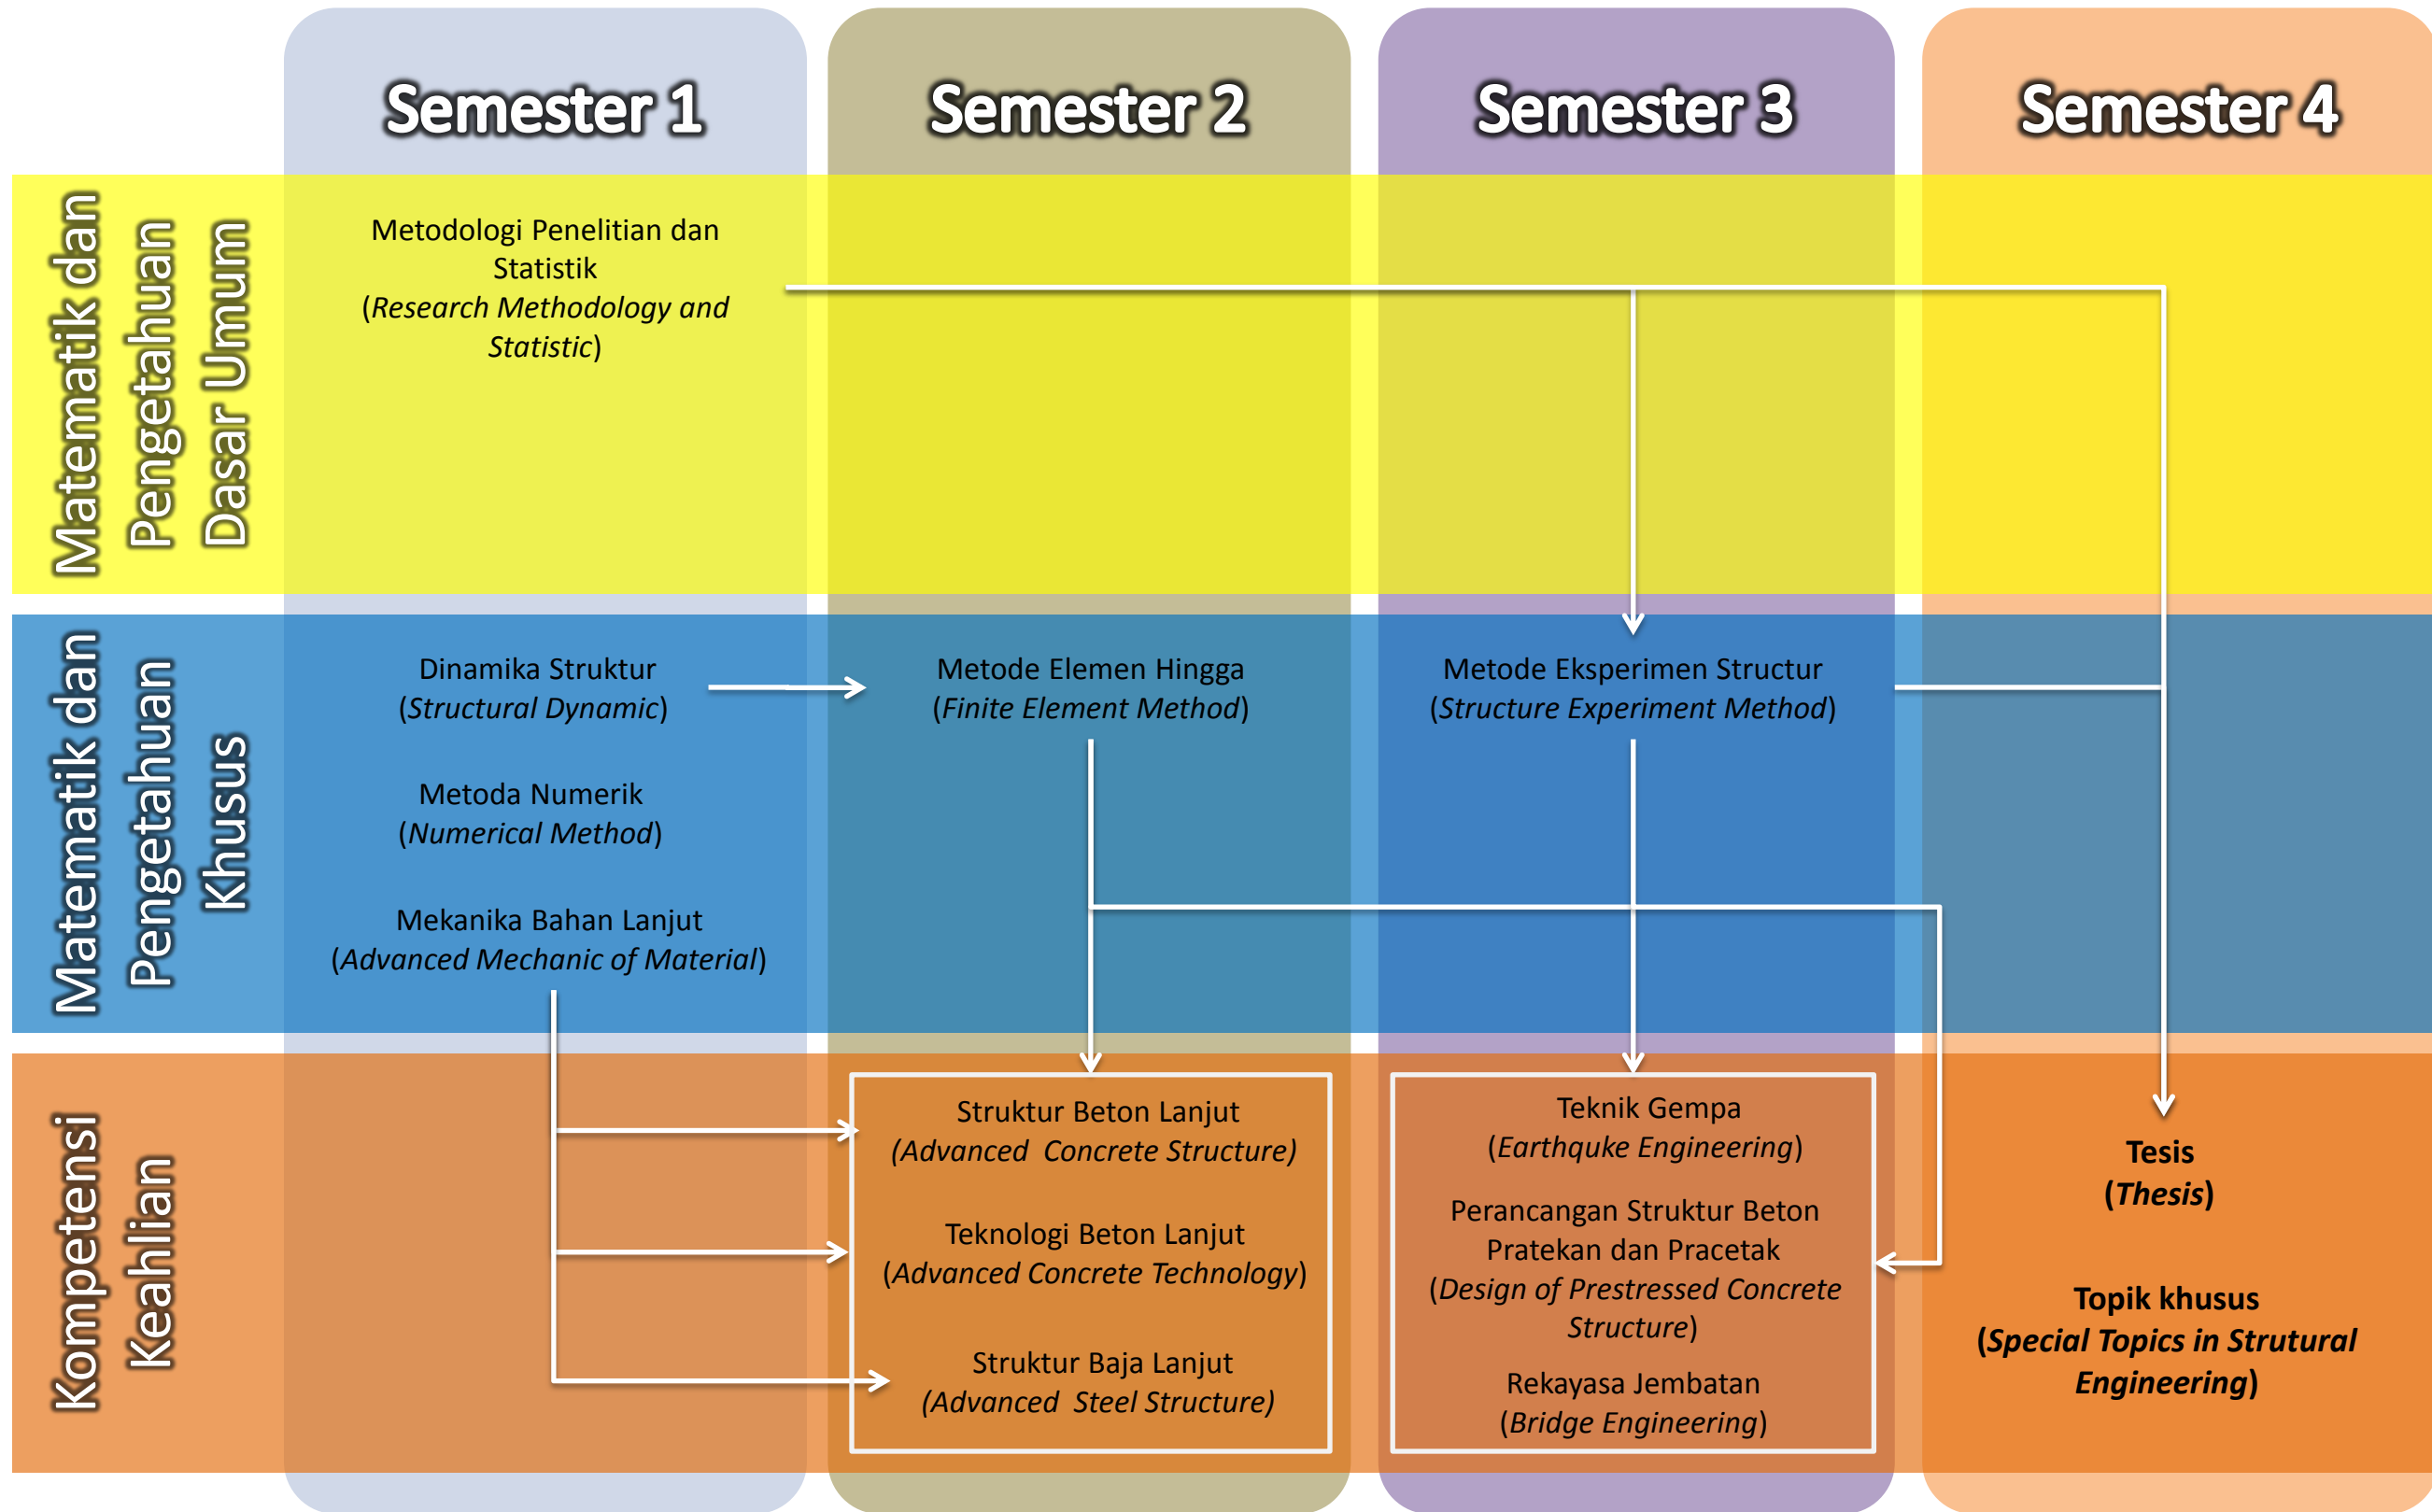 Semester 1
Semester 2
Semester 3
Semester 4
Matematik dan
Pengetahuan
Dasar Umum
Metodologi Penelitian dan
Statistik
(Research Methodology and
Statistic)
Matematik dan
Pengetahuan
Khusus
Dinamika Struktur
(Structural Dynamic)
Metoda Numerik
(Numerical Method)
Mekanika Bahan Lanjut
(Advanced Mechanic of Material)
Metode Elemen Hingga
(Finite Element Method)
Metode Eksperimen Structur
(Structure Experiment Method)
Kompetensi
Keahlian
Struktur Beton Lanjut
(Advanced  Concrete Structure)
Teknologi Beton Lanjut
(Advanced Concrete Technology)
Struktur Baja Lanjut
(Advanced  Steel Structure)
Teknik Gempa
(Earthquke Engineering)
Perancangan Struktur Beton
Pratekan dan Pracetak
(Design of Prestressed Concrete
Structure)
Rekayasa Jembatan
(Bridge Engineering)
Tesis
(Thesis)
Topik khusus
(Special Topics in Strutural
Engineering)